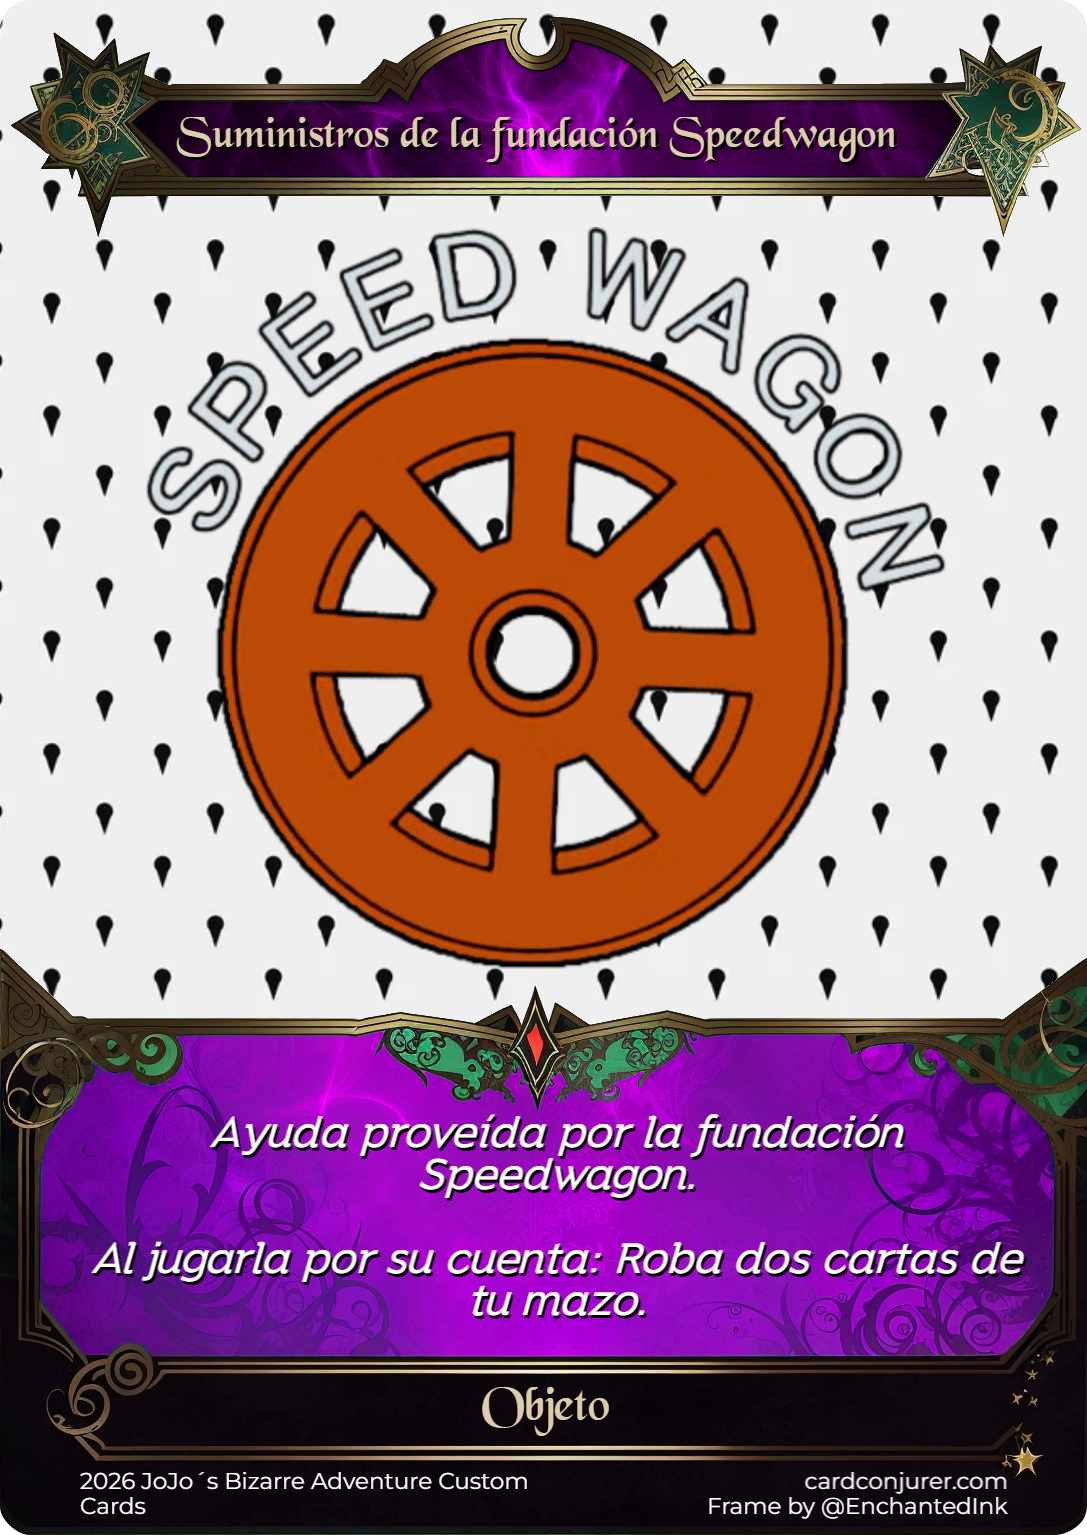 Suministros de la fundación Speedwagon
SPEED WAGON
Ayuda proveída por la fundación
Speedwagon.
Al jugarla por su cuenta: Roba dos cartas de
tu mazo.
Objeto
2026 JoJo´s Bizarre Adventure Custom
Cards
cardconjurer.com
Frame by @EnchantedInk